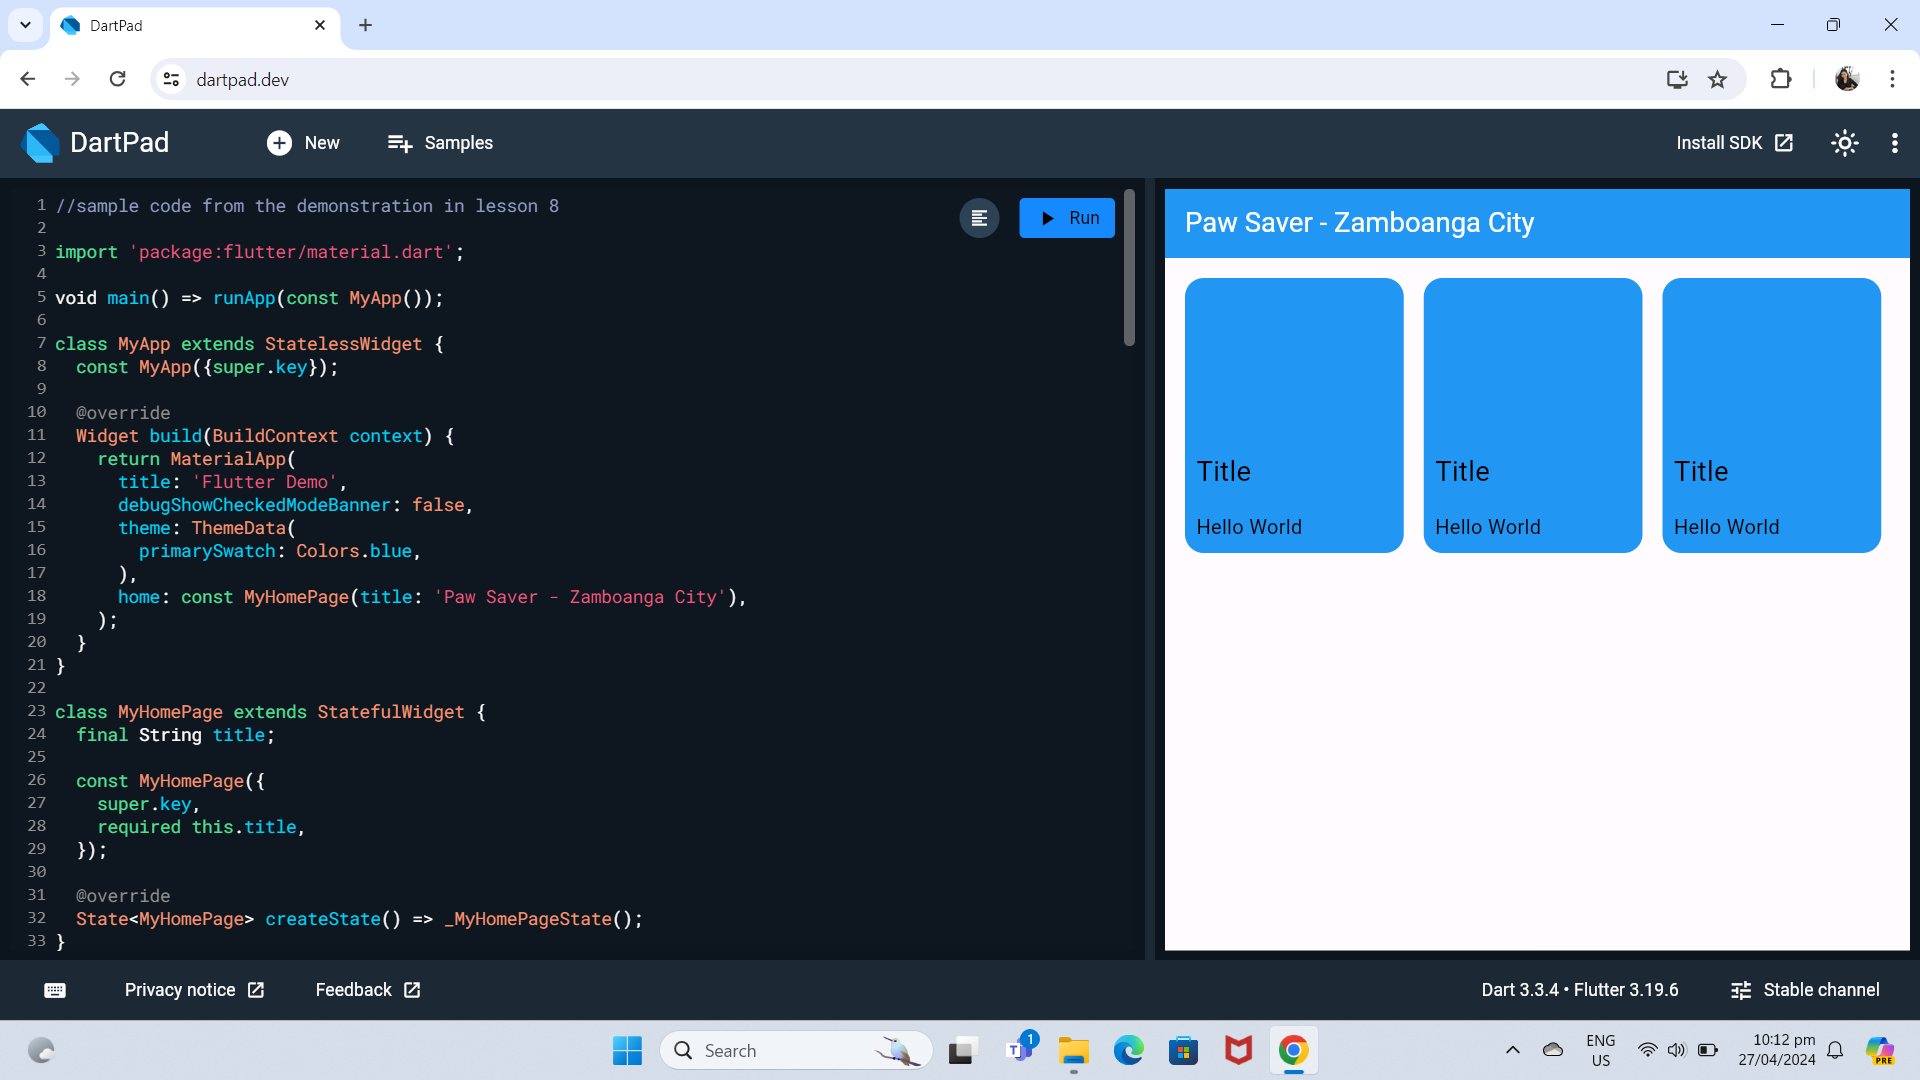 DartPad
dartpad.dev
DartPad
New
Samples
Install SDK
1 //sample code from the demonstration in lesson 8
2
3 import 'package:flutter/material.dart';
4
5 void main() => runApp(const MyApp());
6
7 class MyApp extends StatelessWidget {
8 const MyApp({super.key});
9
10 @override
11 Widget build(BuildContext context) {
12 return MaterialApp(
13 title: 'Flutter Demo',
14 debugShowCheckedModeBanner: false,
15 theme: ThemeData(
16 primarySwatch: Colors.blue,
17 ),
18 home: const MyHomePage(title: 'Paw Saver - Zamboanga City'),
19 );
20 }
21 }
22
23 class MyHomePage extends StatefulWidget {
24 final String title;
25
26 const MyHomePage({
27 super.key,
28 required this.title,
29 });
30
31 @override
32 State<MyHomePage> createState() => _MyHomePageState();
33 }
Run
Paw Saver - Zamboanga City
Title
Hello World
Title
Hello World
Title
Hello World
Privacy notice
Feedback
Dart 3.3.4 • Flutter 3.19.6
Stable channel
Search
T
1
ENG
US
10:12 pm
27/04/2024
PRE